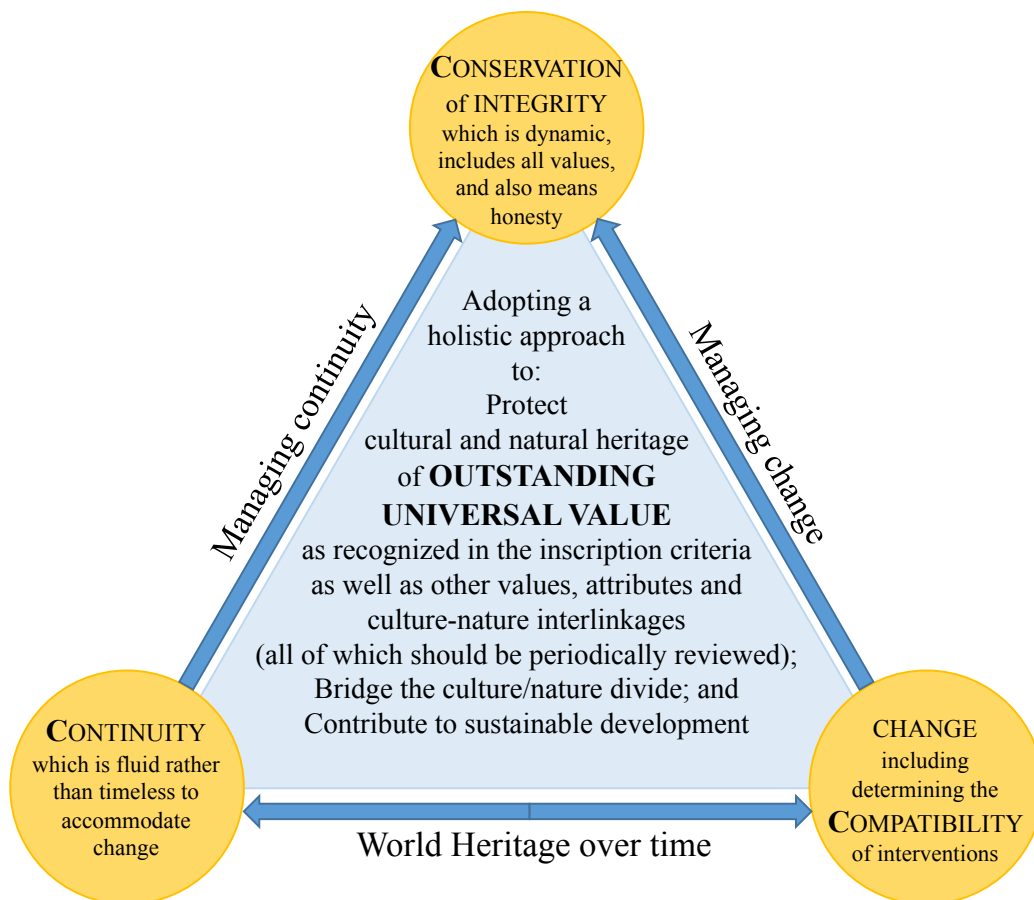 CONSERVATION
of INTEGRITY
which is dynamic,
includes all values,
and also means
honesty
Managing continuity
Managing change
Adopting a
holistic approach
to:
Protect
cultural and natural heritage
of OUTSTANDING
UNIVERSAL VALUE
as recognized in the inscription criteria
as well as other values, attributes and
culture-nature interlinkages
(all of which should be periodically reviewed);
Bridge the culture/nature divide; and
Contribute to sustainable development
CONTINUITY
which is fluid rather
than timeless to
accommodate
change
CHANGE
including
determining the
COMPATIBILITY
of interventions
World Heritage over time